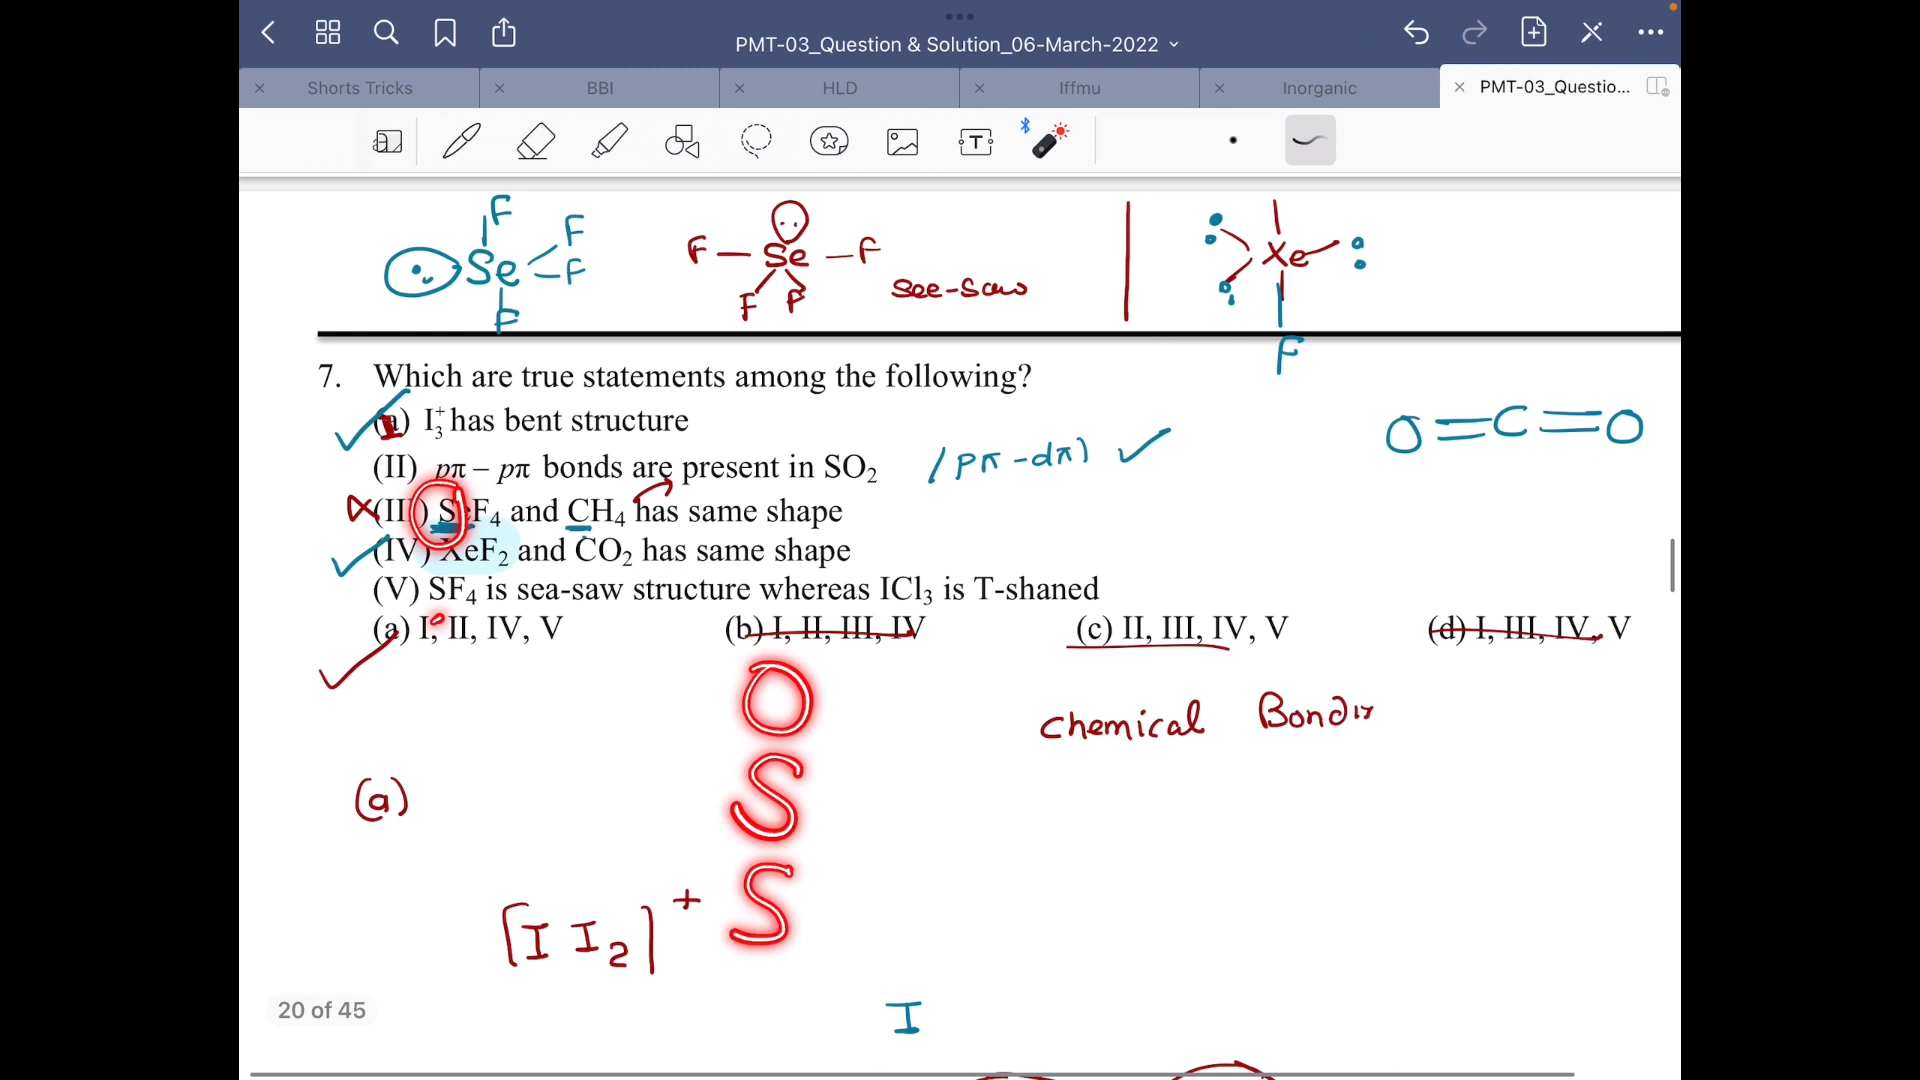 PMT-03_Question & Solution_06-March-2022
Shorts Tricks
BBI
HLD
Iffmu
Inorganic
PMT-03_Questio...
F
F
Se
F
F
F — Se — F
F F
See-Saw
Xe
F
7. Which are true statements among the following?
(I) I₃⁺ has bent structure
(II) pπ – pπ bonds are present in SO₂ (pπ-dπ)
(III) SeF₄ and CH₄ has same shape
(IV) XeF₂ and CO₂ has same shape
(V) SF₄ is sea-saw structure whereas ICl₃ is T-shaned
(a) I, II, IV, V (b) I, II, III, IV (c) II, III, IV, V (d) I, III, IV, V
O=C=O
O
S
S
chemical
(a)
[I I₂]⁺
20 of 45
I